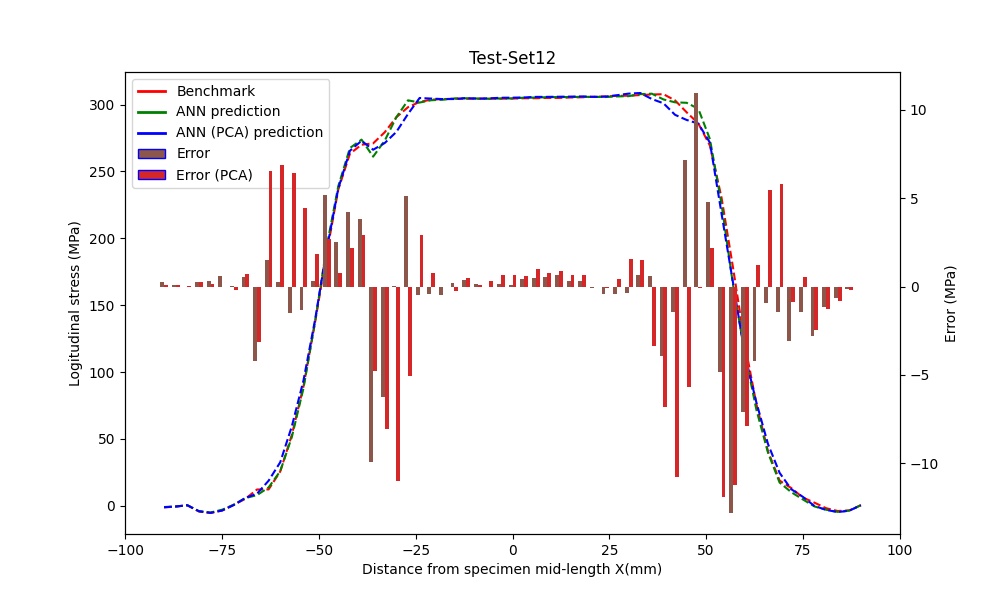 Test-Set12
Benchmark
ANN prediction
ANN (PCA) prediction
Error
Error (PCA)
300
250
200
150
100
50
0
Logitudinal stress (MPa)
10
5
0
−5
−10
Error (MPa)
−100 −75 −50 −25 0 25 50 75 100
Distance from specimen mid-length X(mm)